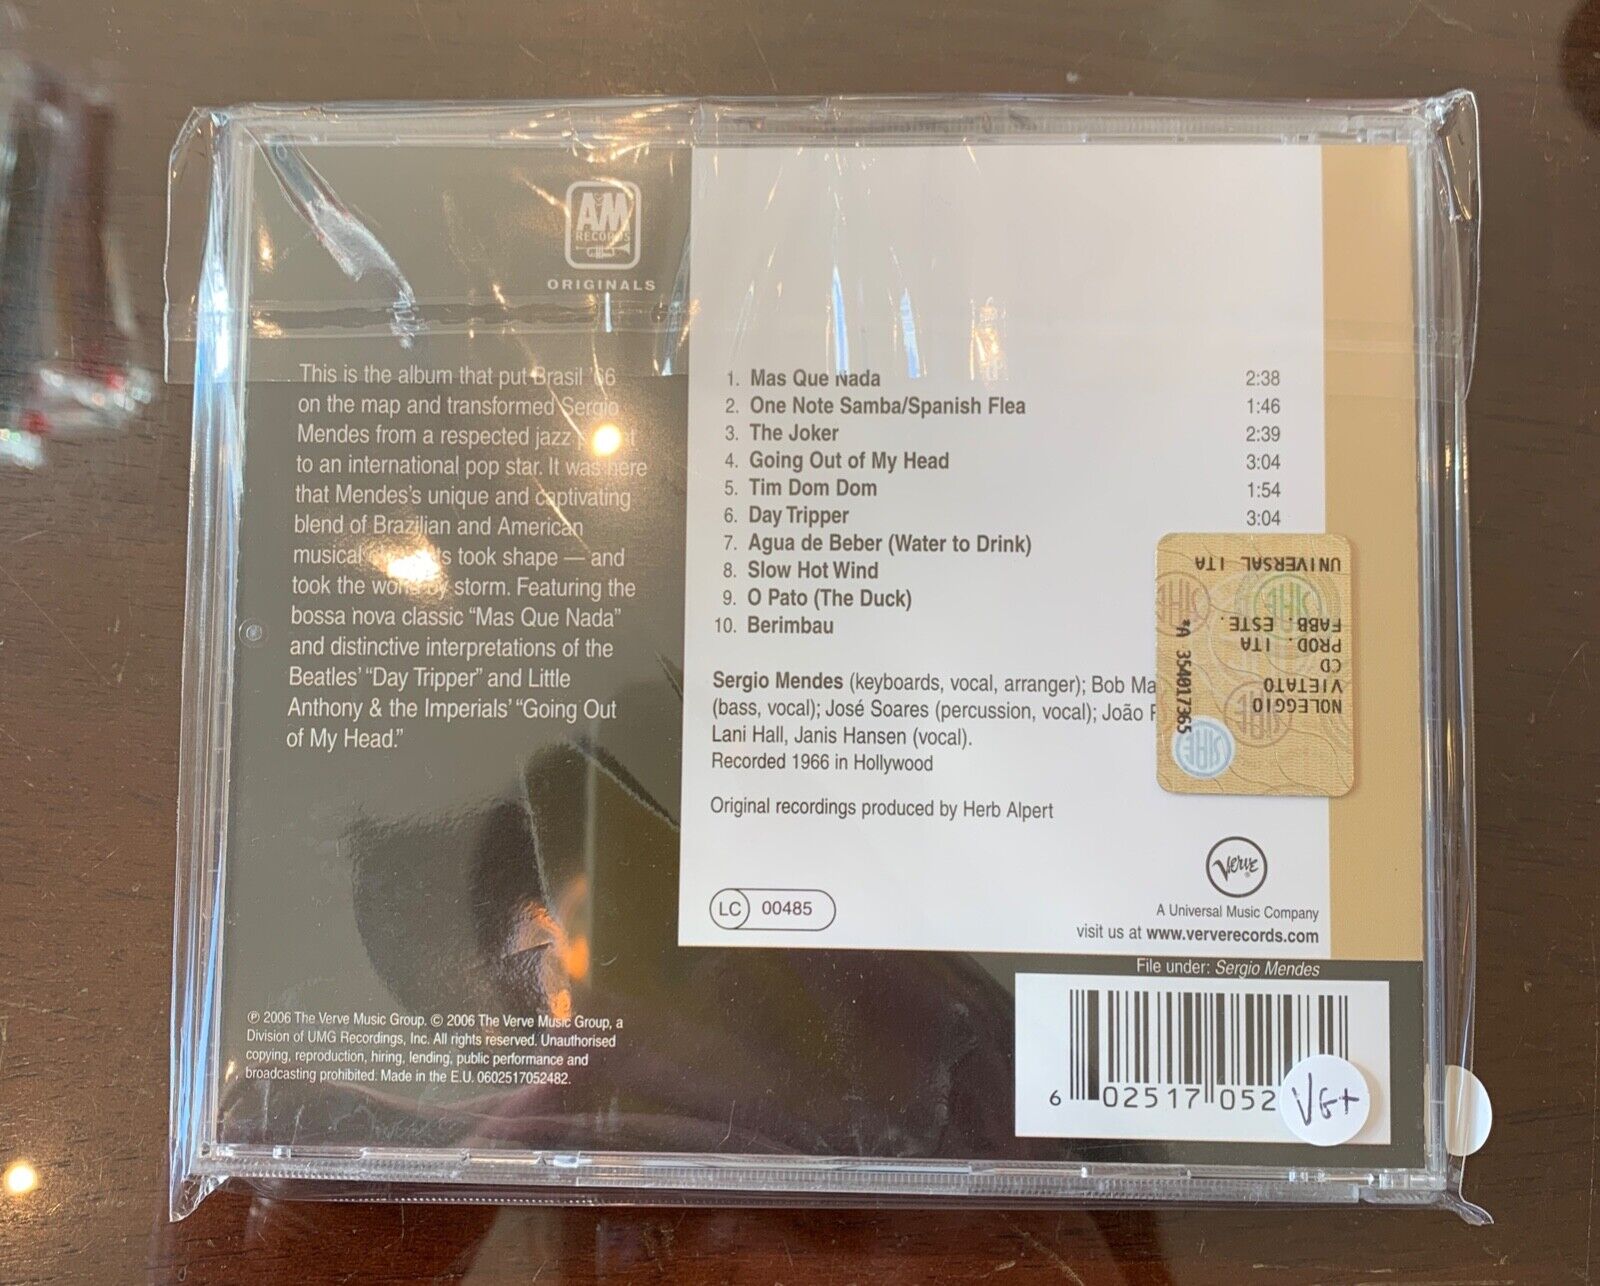 A&M
RECORDS
ORIGINALS
This is the album that put Brasil '66
on the map and transformed Sergio
Mendes from a respected jazz
to an international pop star. It was here
that Mendes's unique and captivating
blend of Brazilian and American
musical took shape — and
took the world by storm. Featuring the
bossa nova classic “Mas Que Nada”
and distinctive interpretations of the
Beatles' “Day Tripper” and Little
Anthony & the Imperials' “Going Out
of My Head.”
℗ 2006 The Verve Music Group. © 2006 The Verve Music Group, a
Division of UMG Recordings, Inc. All rights reserved. Unauthorised
copying, reproduction, hiring, lending, public performance and
broadcasting prohibited. Made in the E.U. 0602517052482.
1. Mas Que Nada 2:38
2. One Note Samba/Spanish Flea 1:46
3. The Joker 2:39
4. Going Out of My Head 3:04
5. Tim Dom Dom 1:54
6. Day Tripper 3:04
7. Agua de Beber (Water to Drink)
8. Slow Hot Wind
9. O Pato (The Duck)
10. Berimbau
Sergio Mendes (keyboards, vocal, arranger); Bob Ma
(bass, vocal); José Soares (percussion, vocal); João
Lani Hall, Janis Hansen (vocal).
Recorded 1966 in Hollywood
Original recordings produced by Herb Alpert
NOLEGGIO
VIETATO
CD
PROD. ITA
FABB. ESTE.
UNIVERSAL ITA
*A 354017365
SIAE
LC 00485
Verve
A Universal Music Company
visit us at www.ververecords.com
File under: Sergio Mendes
6 02517 052
VG+